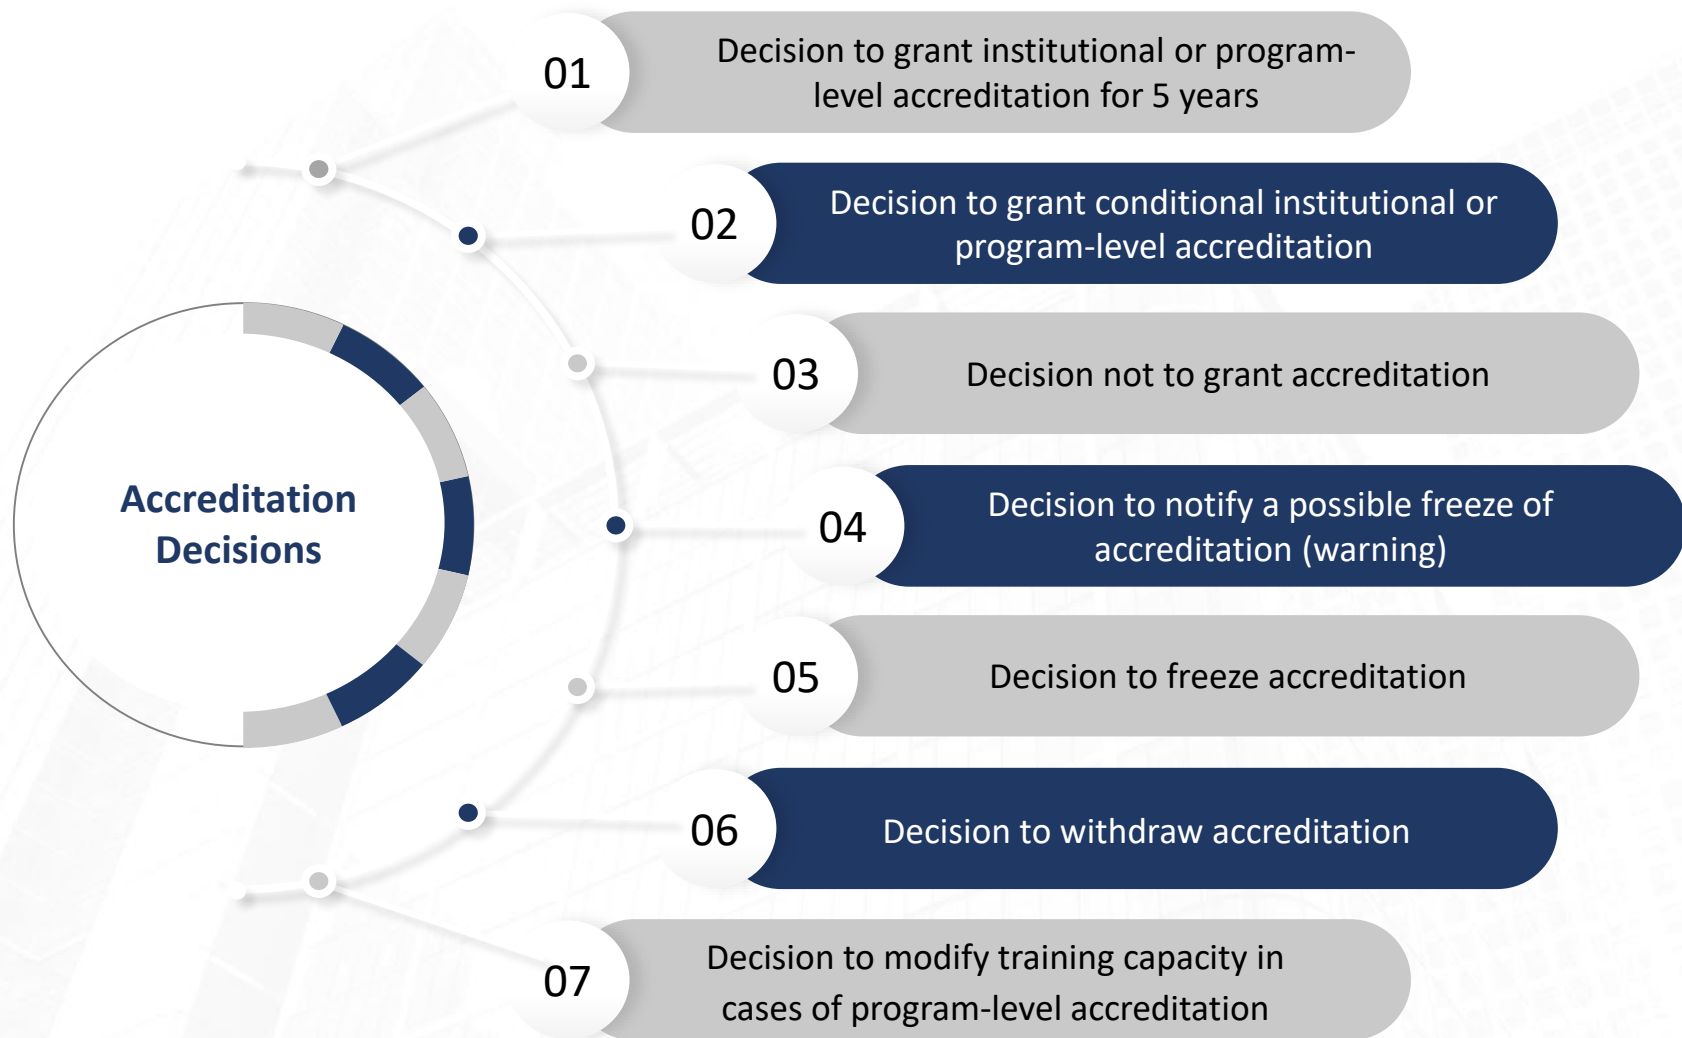 Accreditation
Decisions
01
Decision to grant institutional or program-
level accreditation for 5 years
02
Decision to grant conditional institutional or
program-level accreditation
03
Decision not to grant accreditation
04
Decision to notify a possible freeze of
accreditation (warning)
05
Decision to freeze accreditation
06
Decision to withdraw accreditation
07
Decision to modify training capacity in
cases of program-level accreditation